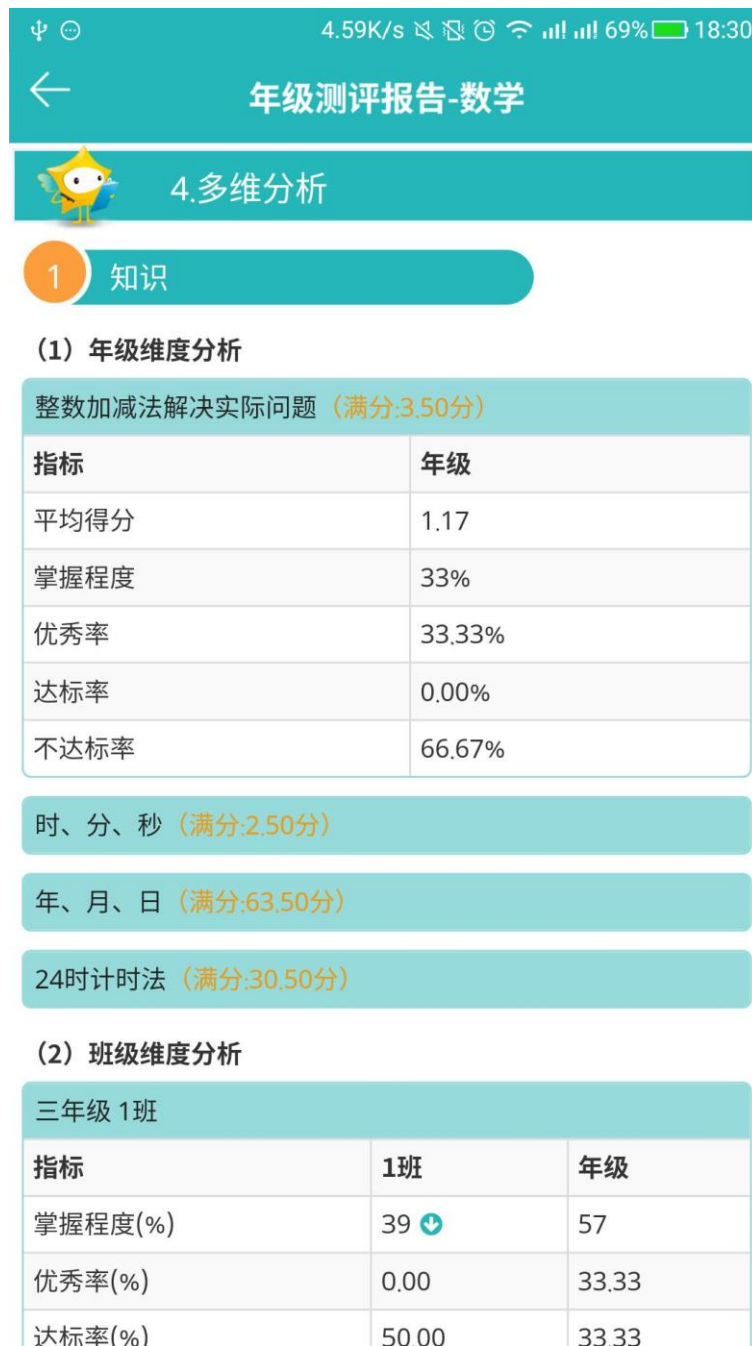 4.59K/s 69% 18:30
年级测评报告-数学
4.多维分析
1 知识
（1）年级维度分析
整数加减法解决实际问题（满分:3.50分）
指标 年级
平均得分 1.17
掌握程度 33%
优秀率 33.33%
达标率 0.00%
不达标率 66.67%
时、分、秒（满分:2.50分）
年、月、日（满分:63.50分）
24时计时法（满分:30.50分）
（2）班级维度分析
三年级 1班
指标 1班 年级
掌握程度(%) 39 57
优秀率(%) 0.00 33.33
达标率(%) 50.00 33.33